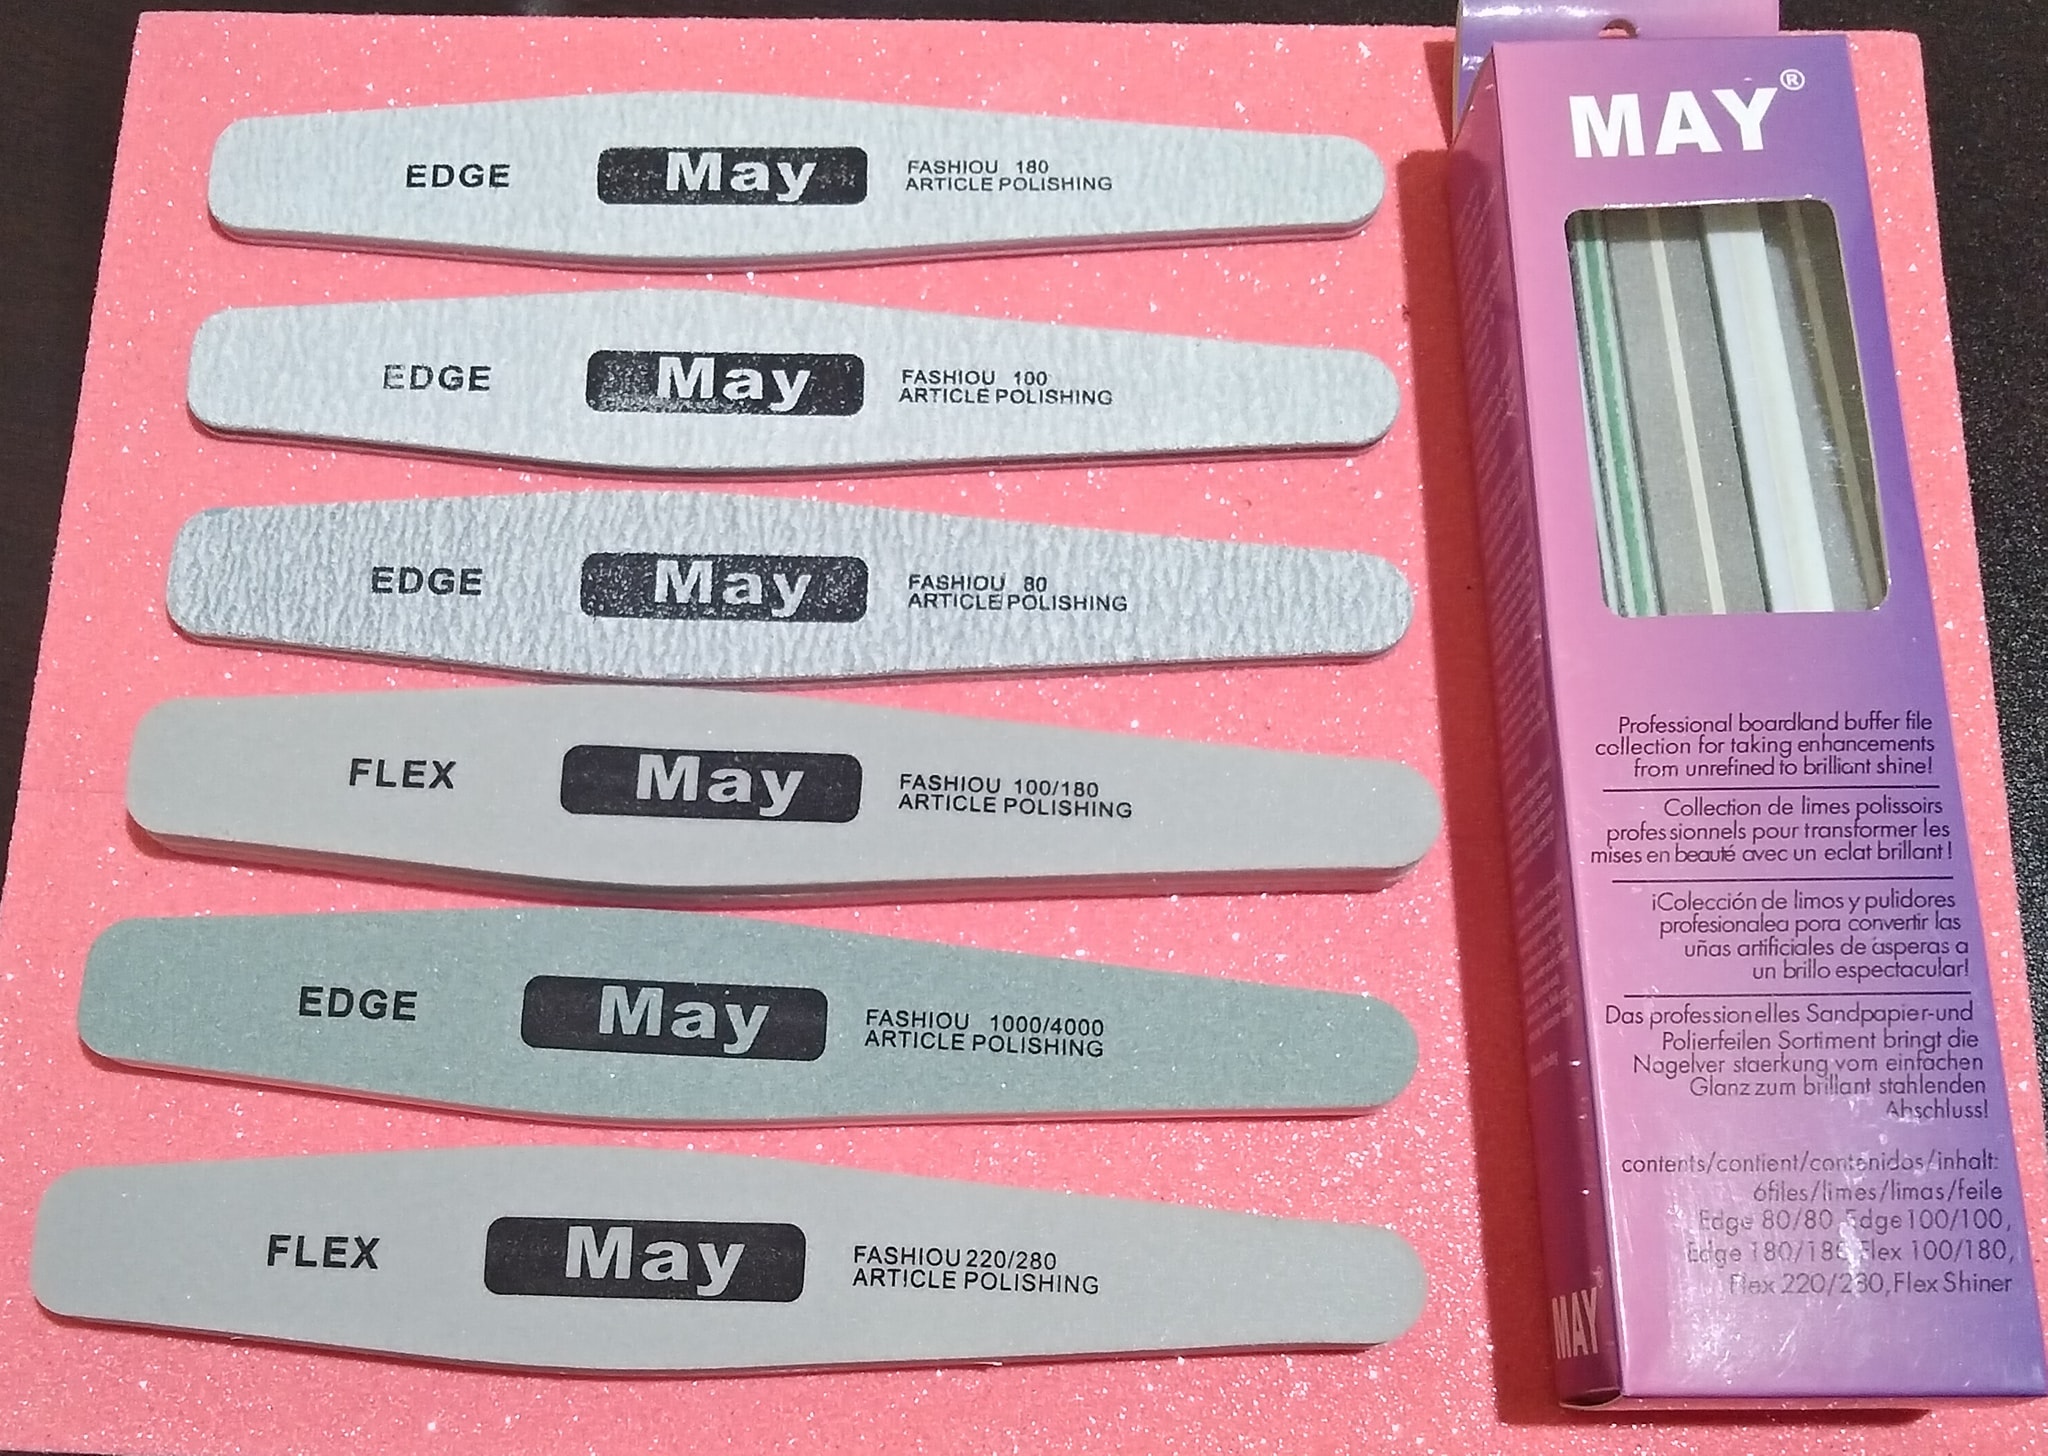 EDGE May FASHIOU 180
ARTICLE POLISHING
EDGE May FASHIOU 100
ARTICLE POLISHING
EDGE May FASHIOU 80
ARTICLE POLISHING
FLEX May FASHIOU 100/180
ARTICLE POLISHING
EDGE May FASHIOU 1000/4000
ARTICLE POLISHING
FLEX May FASHIOU 220/280
ARTICLE POLISHING
MAY®
Professional boardland buffer file
collection for taking enhancements
from unrefined to brilliant shine!
Collection de limes polissoirs
professionnels pour transformer les
mises en beauté avec un eclat brillant!
¡Colección de limos y pulidores
profesionalea pora convertir las
uñas artificiales de ásperas a
un brillo espectacular!
Das professionelles Sandpapier-und
Polierfeilen Sortiment bringt die
Nagelver staerkung vom einfachen
Glanz zum brillant stahlenden
Abschluss!
contents/contient/contenidos/inhalt:
6files/limes/limas/feile
Edge 80/80, Edge 100/100,
Edge 180/180, Flex 100/180,
Flex 220/280, Flex Shiner
MAY®